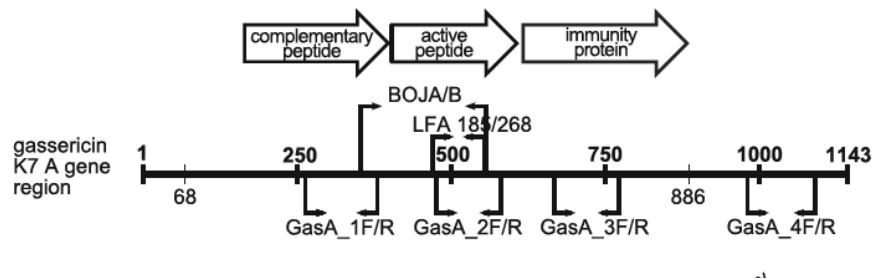 complementary
peptide
active
peptide
immunity
protein
BOJA/B
LFA 185/268
gassericin
K7 A gene
region
1
250
500
750
1000
1143
68
886
GasA_1F/R
GasA_2F/R
GasA_3F/R
GasA_4F/R